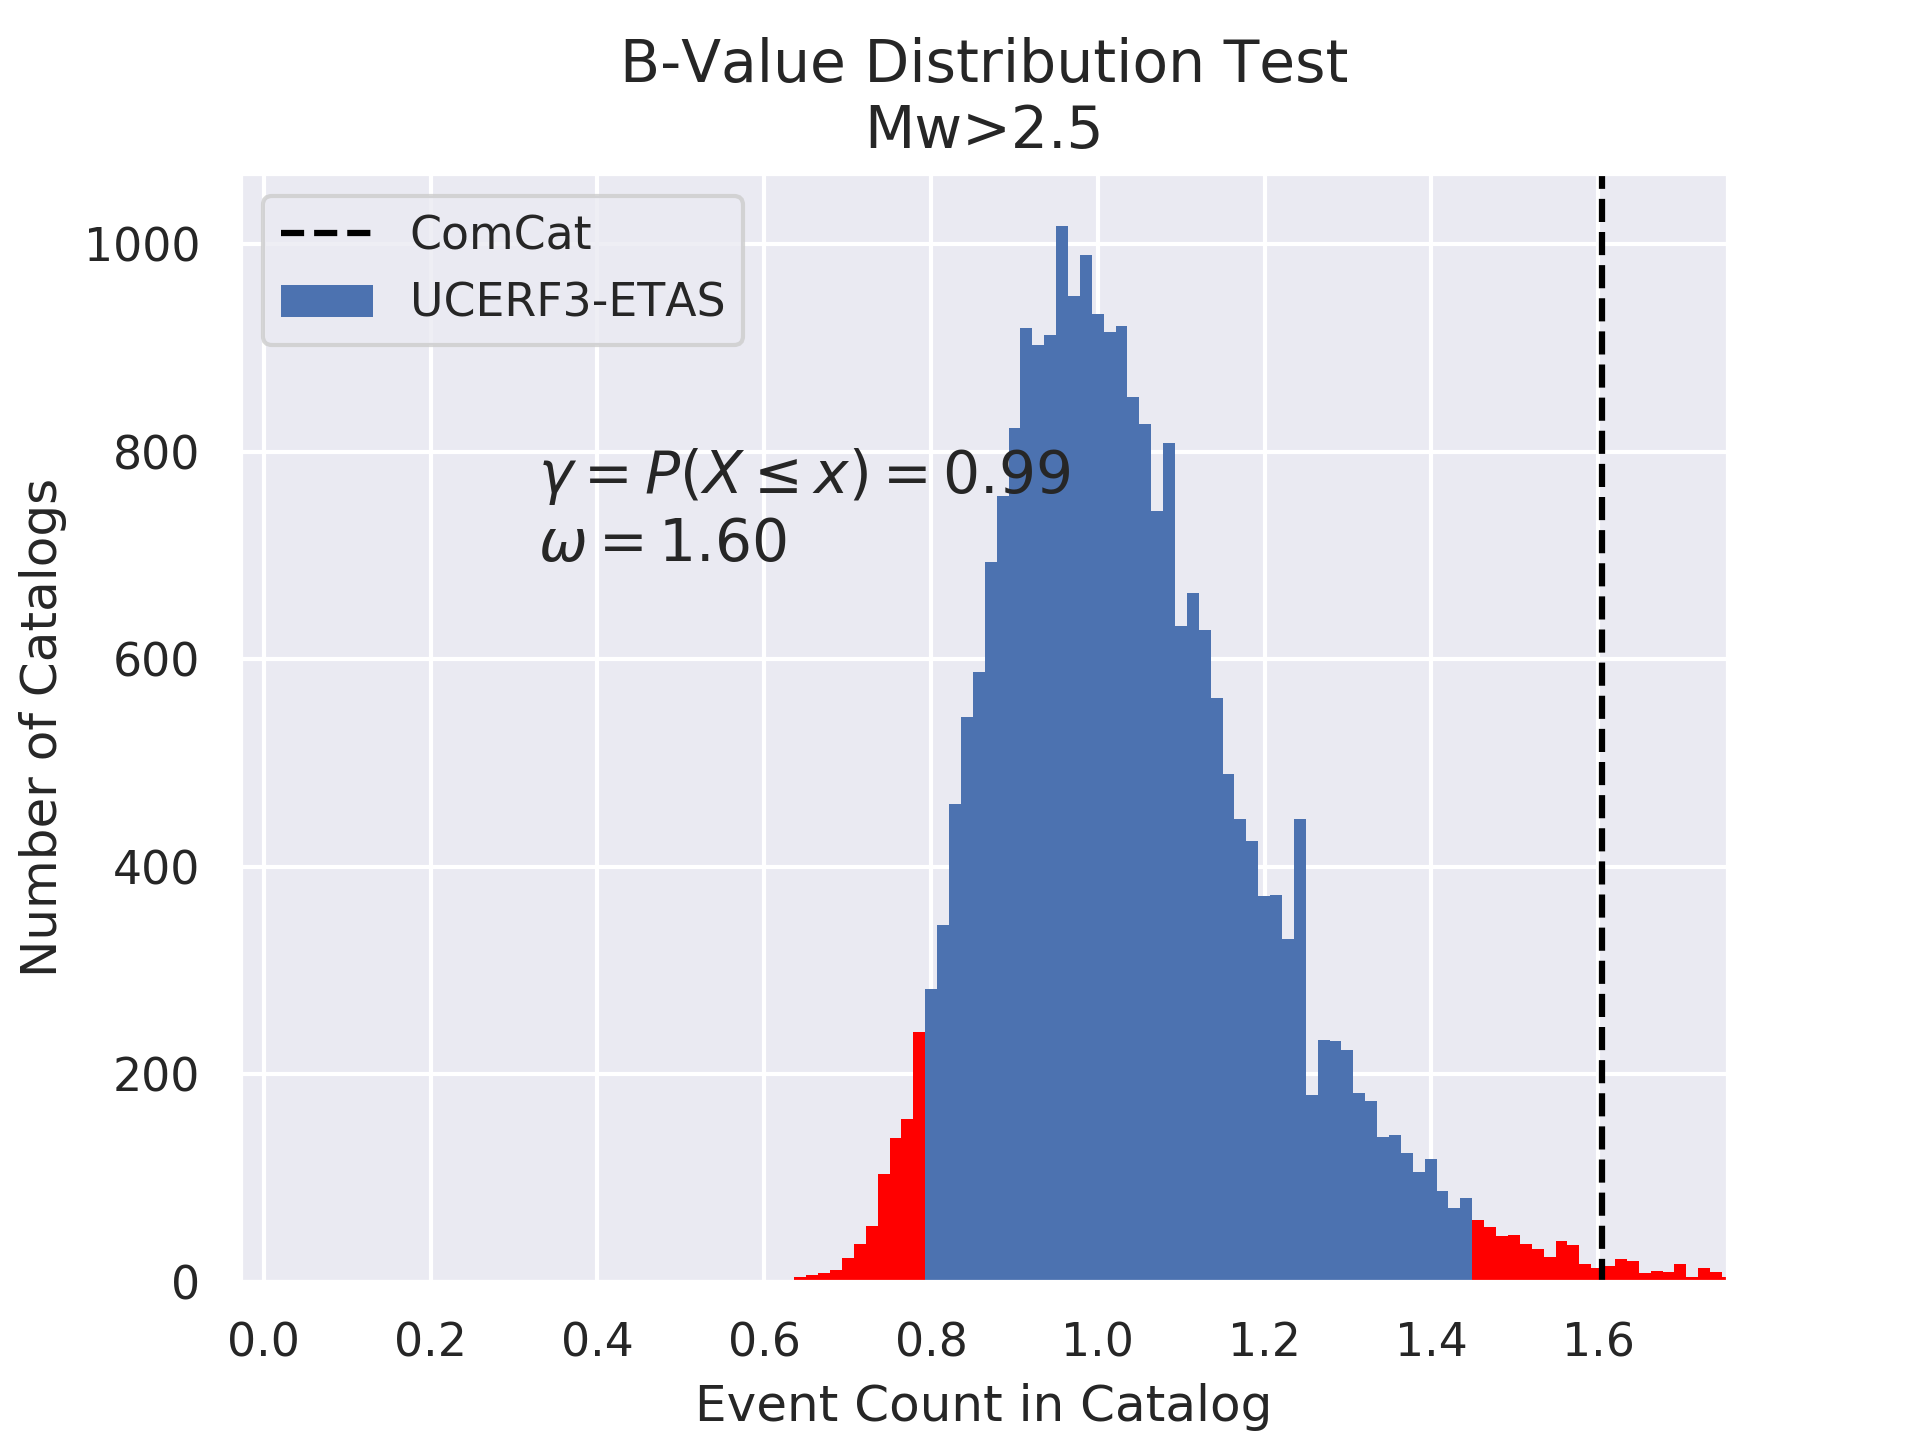 B-Value Distribution Test
Mw>2.5
ComCat
UCERF3-ETAS
γ = P(X ≤ x) = 0.99
ω = 1.60
Number of Catalogs
1000
800
600
400
200
0
0.0 0.2 0.4 0.6 0.8 1.0 1.2 1.4 1.6
Event Count in Catalog